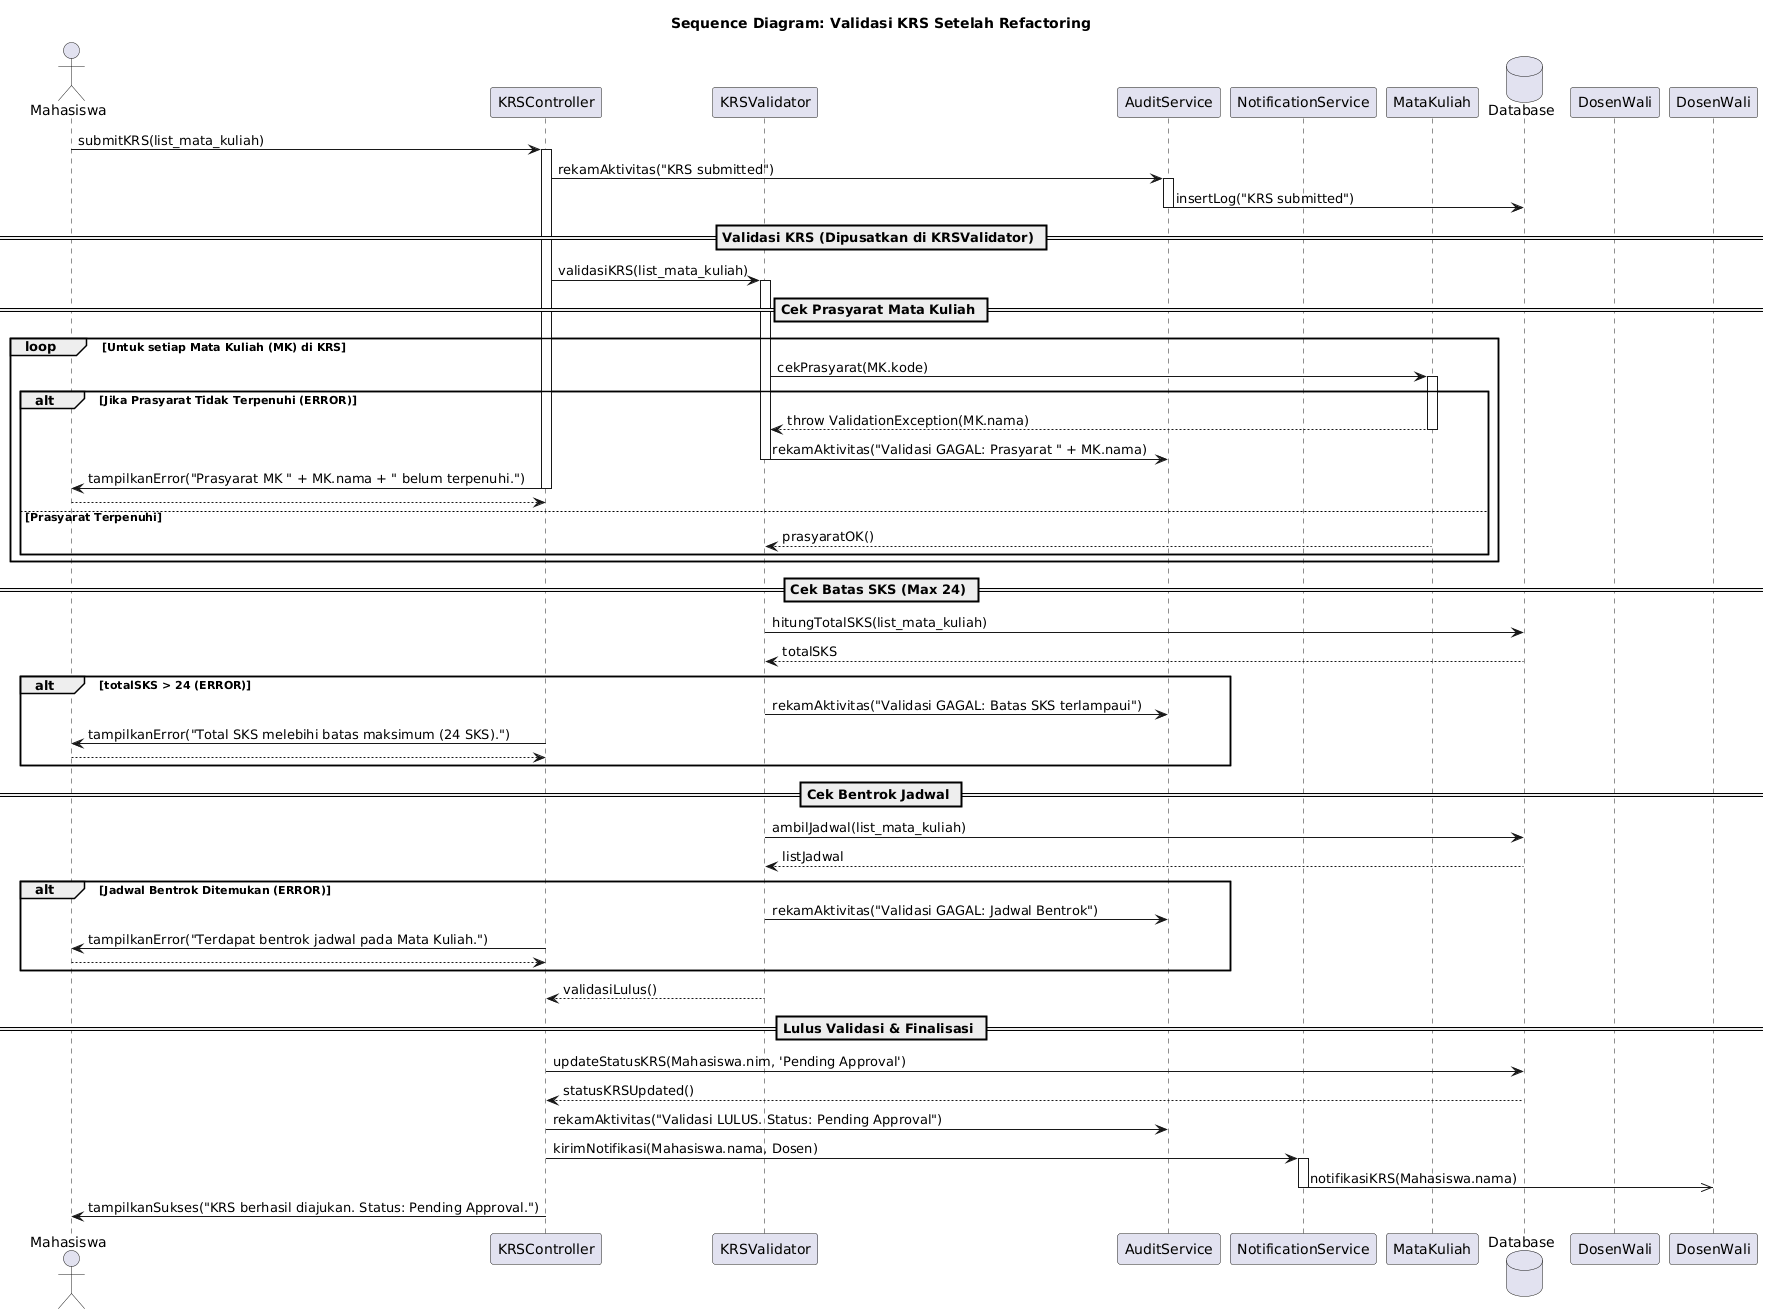 Sequence Diagram: Validasi KRS Setelah Refactoring
Mahasiswa
KRSController
KRSValidator
AuditService
NotificationService
MataKuliah
Database
DosenWali
DosenWali
submitKRS(list_mata_kuliah)
rekamAktivitas("KRS submitted")
insertLog("KRS submitted")
Validasi KRS (Dipusatkan di KRSValidator)
validasiKRS(list_mata_kuliah)
Cek Prasyarat Mata Kuliah
loop
[Untuk setiap Mata Kuliah (MK) di KRS]
cekPrasyarat(MK.kode)
alt
[Jika Prasyarat Tidak Terpenuhi (ERROR)]
throw ValidationException(MK.nama)
rekamAktivitas("Validasi GAGAL: Prasyarat " + MK.nama)
tampilkanError("Prasyarat MK " + MK.nama + " belum terpenuhi.")
[Prasyarat Terpenuhi]
prasyaratOK()
Cek Batas SKS (Max 24)
hitungTotalSKS(list_mata_kuliah)
totalSKS
alt
[totalSKS > 24 (ERROR)]
rekamAktivitas("Validasi GAGAL: Batas SKS terlampaui")
tampilkanError("Total SKS melebihi batas maksimum (24 SKS).")
Cek Bentrok Jadwal
ambilJadwal(list_mata_kuliah)
listJadwal
alt
[Jadwal Bentrok Ditemukan (ERROR)]
rekamAktivitas("Validasi GAGAL: Jadwal Bentrok")
tampilkanError("Terdapat bentrok jadwal pada Mata Kuliah.")
validasiLulus()
Lulus Validasi & Finalisasi
updateStatusKRS(Mahasiswa.nim, 'Pending Approval')
statusKRSUpdated()
rekamAktivitas("Validasi LULUS. Status: Pending Approval")
kirimNotifikasi(Mahasiswa.nama, Dosen)
notifikasiKRS(Mahasiswa.nama)
tampilkanSukses("KRS berhasil diajukan. Status: Pending Approval.")
Mahasiswa
KRSController
KRSValidator
AuditService
NotificationService
MataKuliah
Database
DosenWali
DosenWali